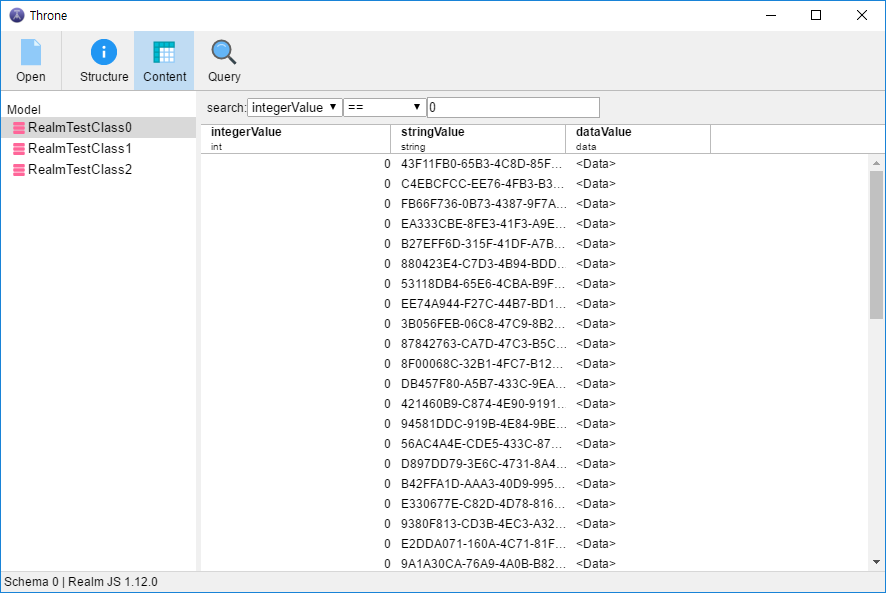 Throne
Open Structure Content Query
Model
RealmTestClass0
RealmTestClass1
RealmTestClass2
search: integerValue == 0
integerValue stringValue dataValue
int string data
0 43F11FB0-65B3-4C8D-85F... <Data>
0 C4EBCFCC-EE76-4FB3-B3... <Data>
0 FB66F736-0B73-4387-9F7A... <Data>
0 EA333CBE-8FE3-41F3-A9E... <Data>
0 B27EFF6D-315F-41DF-A7B... <Data>
0 880423E4-C7D3-4B94-BDD... <Data>
0 53118DB4-65E6-4CBA-B9F... <Data>
0 EE74A944-F27C-44B7-BD1... <Data>
0 3B056FEB-06C8-47C9-8B2... <Data>
0 87842763-CA7D-47C3-B5C... <Data>
0 8F00068C-32B1-4FC7-B12... <Data>
0 DB457F80-A5B7-433C-9EA... <Data>
0 421460B9-C874-4E90-9191... <Data>
0 94581DDC-919B-4E84-9BE... <Data>
0 56AC4A4E-CDE5-433C-87... <Data>
0 D897DD79-3E6C-4731-8A4... <Data>
0 B42FFA1D-AAA3-40D9-995... <Data>
0 E330677E-C82D-4D78-816... <Data>
0 9380F813-CD3B-4EC3-A32... <Data>
0 E2DDA071-160A-4C71-81F... <Data>
0 9A1A30CA-76A9-4A0B-B82... <Data>
Schema 0 | Realm JS 1.12.0